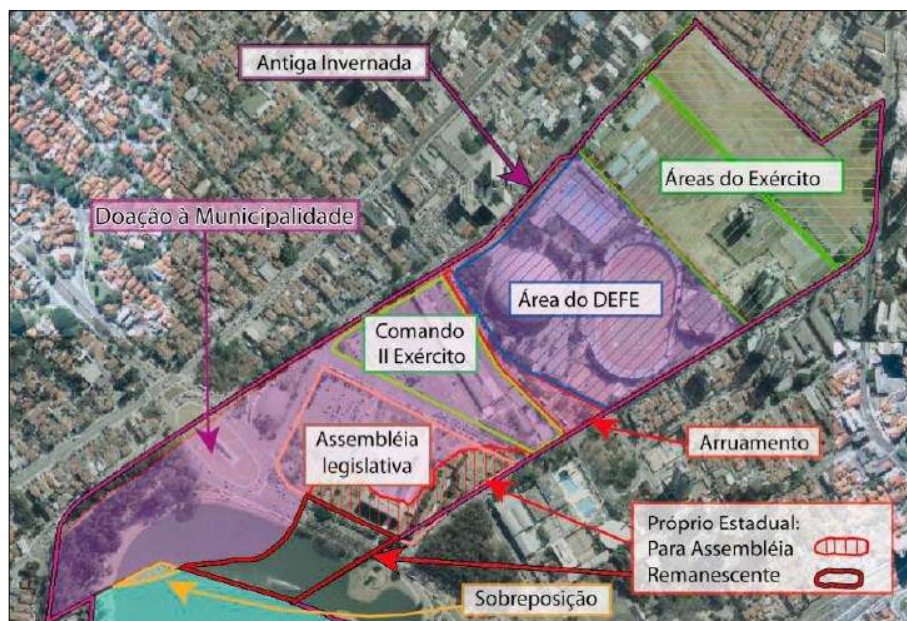 Antiga Invernada
Áreas do Exército
Doação à Municipalidade
Área do DEFE
Comando
II Exército
Assembléia
legislativa
Arruamento
Próprio Estadual:
Para Assembléia
Remanescente
Sobreposição